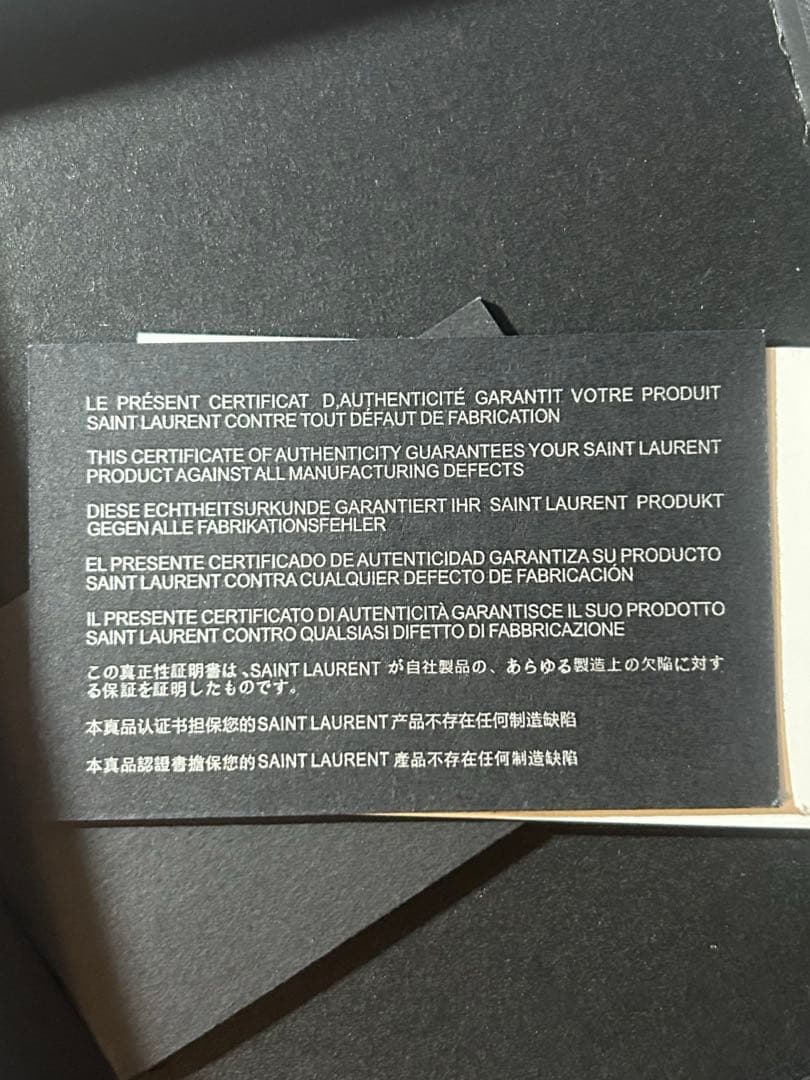 LE PRÉSENT CERTIFICAT D,AUTHENTICITÉ GARANTIT VOTRE PRODUIT
SAINT LAURENT CONTRE TOUT DÉFAUT DE FABRICATION
THIS CERTIFICATE OF AUTHENTICITY GUARANTEES YOUR SAINT LAURENT
PRODUCT AGAINST ALL MANUFACTURING DEFECTS
DIESE ECHTHEITSURKUNDE GARANTIERT IHR SAINT LAURENT PRODUKT
GEGEN ALLE FABRIKATIONSFEHLER
EL PRESENTE CERTIFICADO DE AUTENTICIDAD GARANTIZA SU PRODUCTO
SAINT LAURENT CONTRA CUALQUIER DEFECTO DE FABRICACIÓN
IL PRESENTE CERTIFICATO DI AUTENTICITÀ GARANTISCE IL SUO PRODOTTO
SAINT LAURENT CONTRO QUALSIASI DIFETTO DI FABBRICAZIONE
この真正性証明書は、SAINT LAURENT が自社製品の、あらゆる製造上の欠陥に対す
る保証を証明したものです。
本真品认证书担保您的SAINT LAURENT产品不存在任何制造缺陷
本真品認證書擔保您的SAINT LAURENT 產品不存在任何制造缺陷